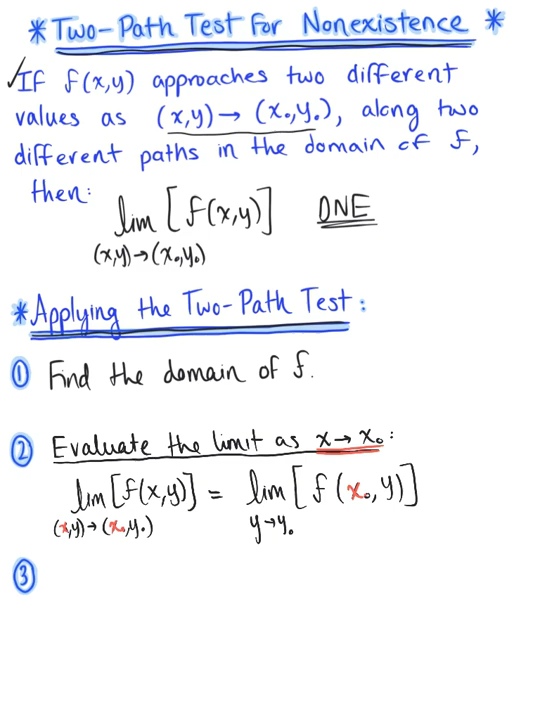 * Two-Path Test For Nonexistence *
✓IF f(x,y) approaches two different
values as (x,y) → (x₀,y₀), along two
different paths in the domain of f,
then:
lim [f(x,y)] DNE
(x,y)→(x₀,y₀)
* Applying the Two-Path Test:
① Find the domain of f.
② Evaluate the limit as x → x₀:
lim [f(x,y)] = lim [f(x₀,y)]
(x,y)→(x₀,y₀) y→y₀
③